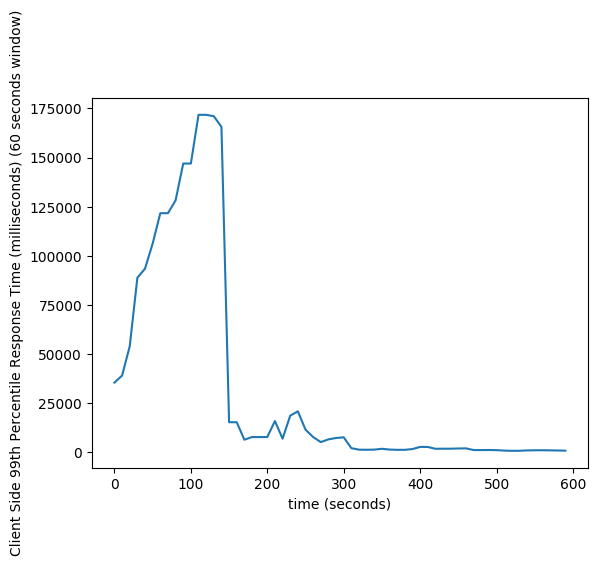 Client Side 99th Percentile Response Time (milliseconds) (60 seconds window)
175000
150000
125000
100000
75000
50000
25000
0
0 100 200 300 400 500 600
time (seconds)